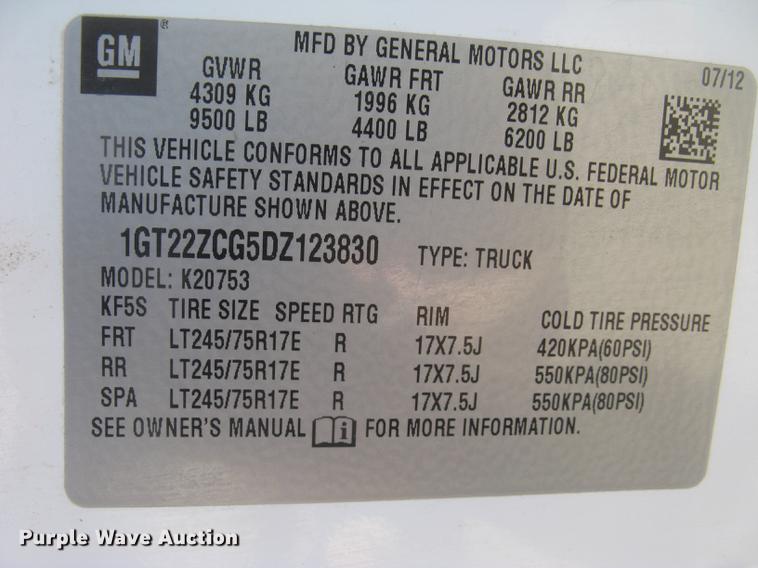 GM ®
MFD BY GENERAL MOTORS LLC
07/12
GVWR GAWR FRT GAWR RR
4309 KG 1996 KG 2812 KG
9500 LB 4400 LB 6200 LB
THIS VEHICLE CONFORMS TO ALL APPLICABLE U.S. FEDERAL MOTOR
VEHICLE SAFETY STANDARDS IN EFFECT ON THE DATE OF
MANUFACTURE SHOWN ABOVE.
1GT22ZCG5DZ123830 TYPE: TRUCK
MODEL: K20753
KF5S TIRE SIZE SPEED RTG RIM COLD TIRE PRESSURE
FRT LT245/75R17E R 17X7.5J 420KPA(60PSI)
RR LT245/75R17E R 17X7.5J 550KPA(80PSI)
SPA LT245/75R17E R 17X7.5J 550KPA(80PSI)
SEE OWNER'S MANUAL i FOR MORE INFORMATION.
Purple Wave Auction